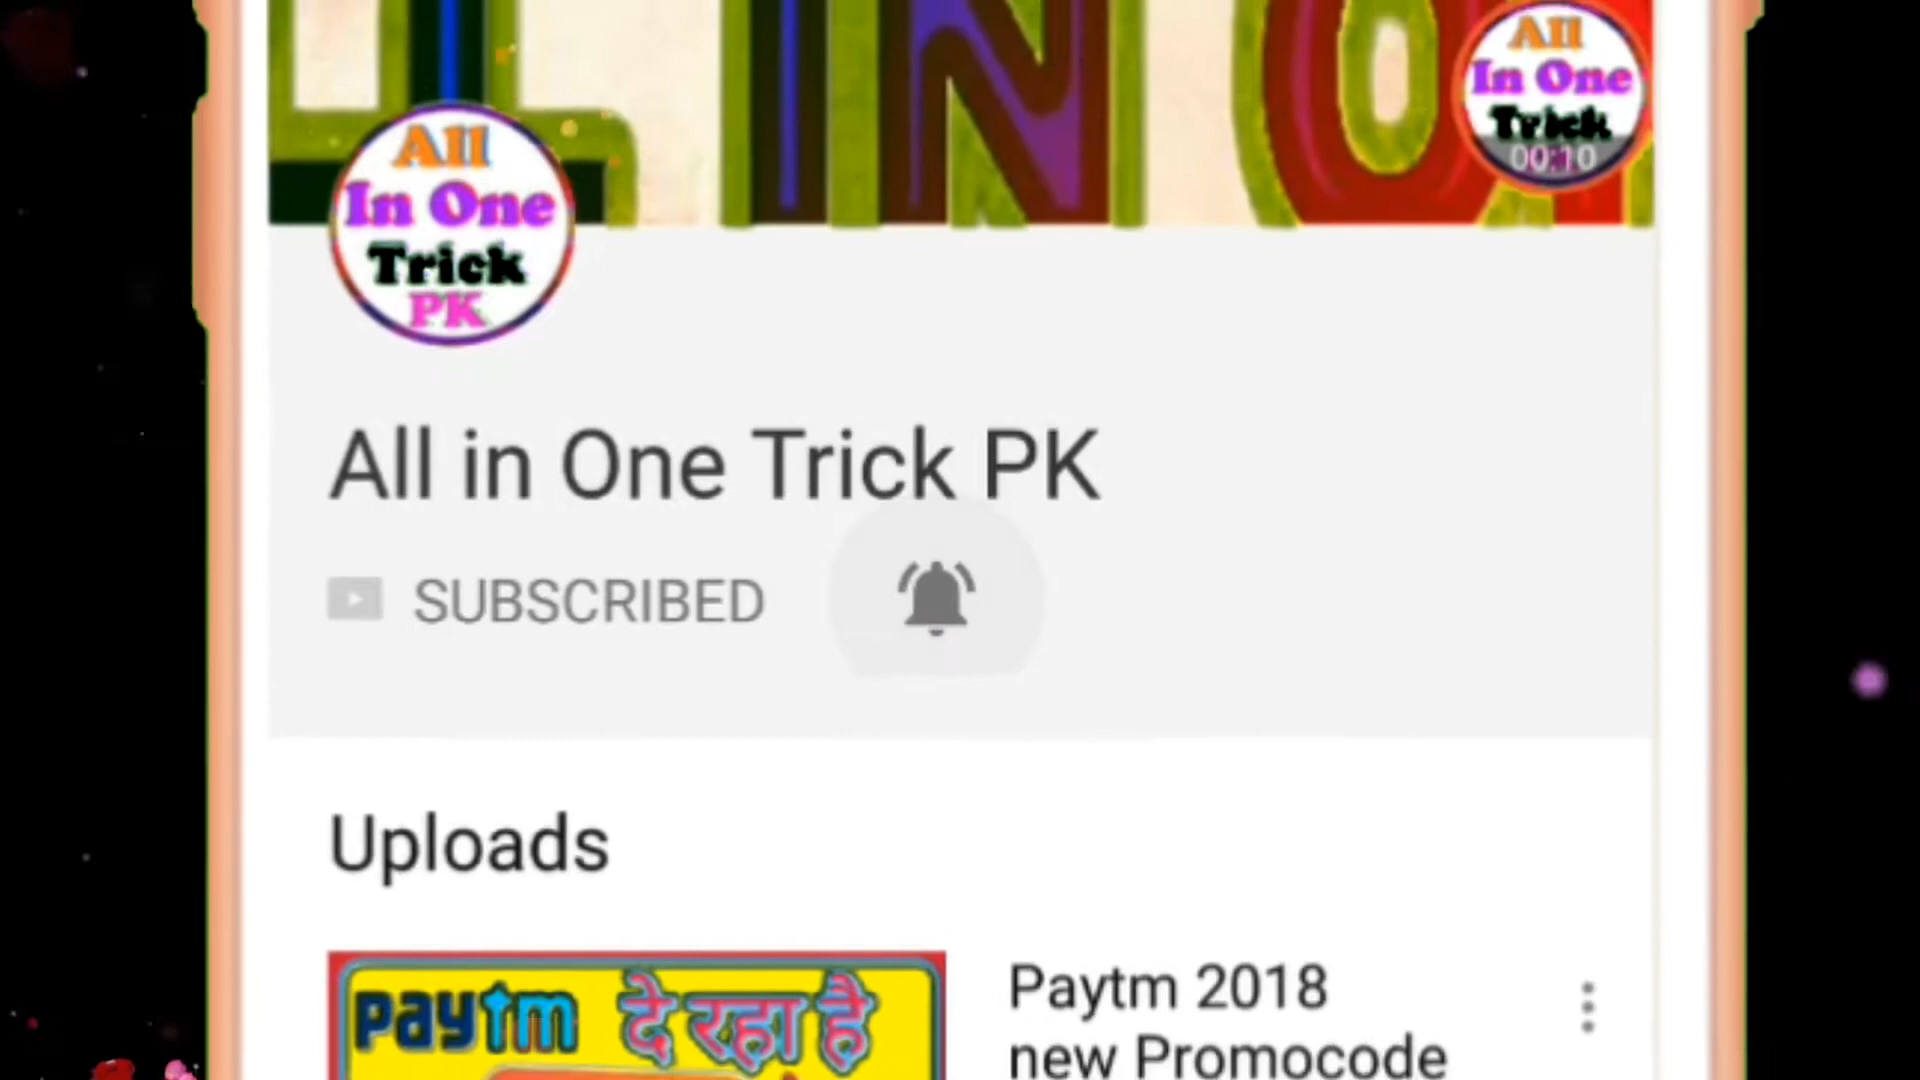 L IN O
All
In One
Trick
00:10
All
In One
Trick
PK
All in One Trick PK
SUBSCRIBED
Uploads
paytm दे रहा है
Paytm 2018
new Promocode